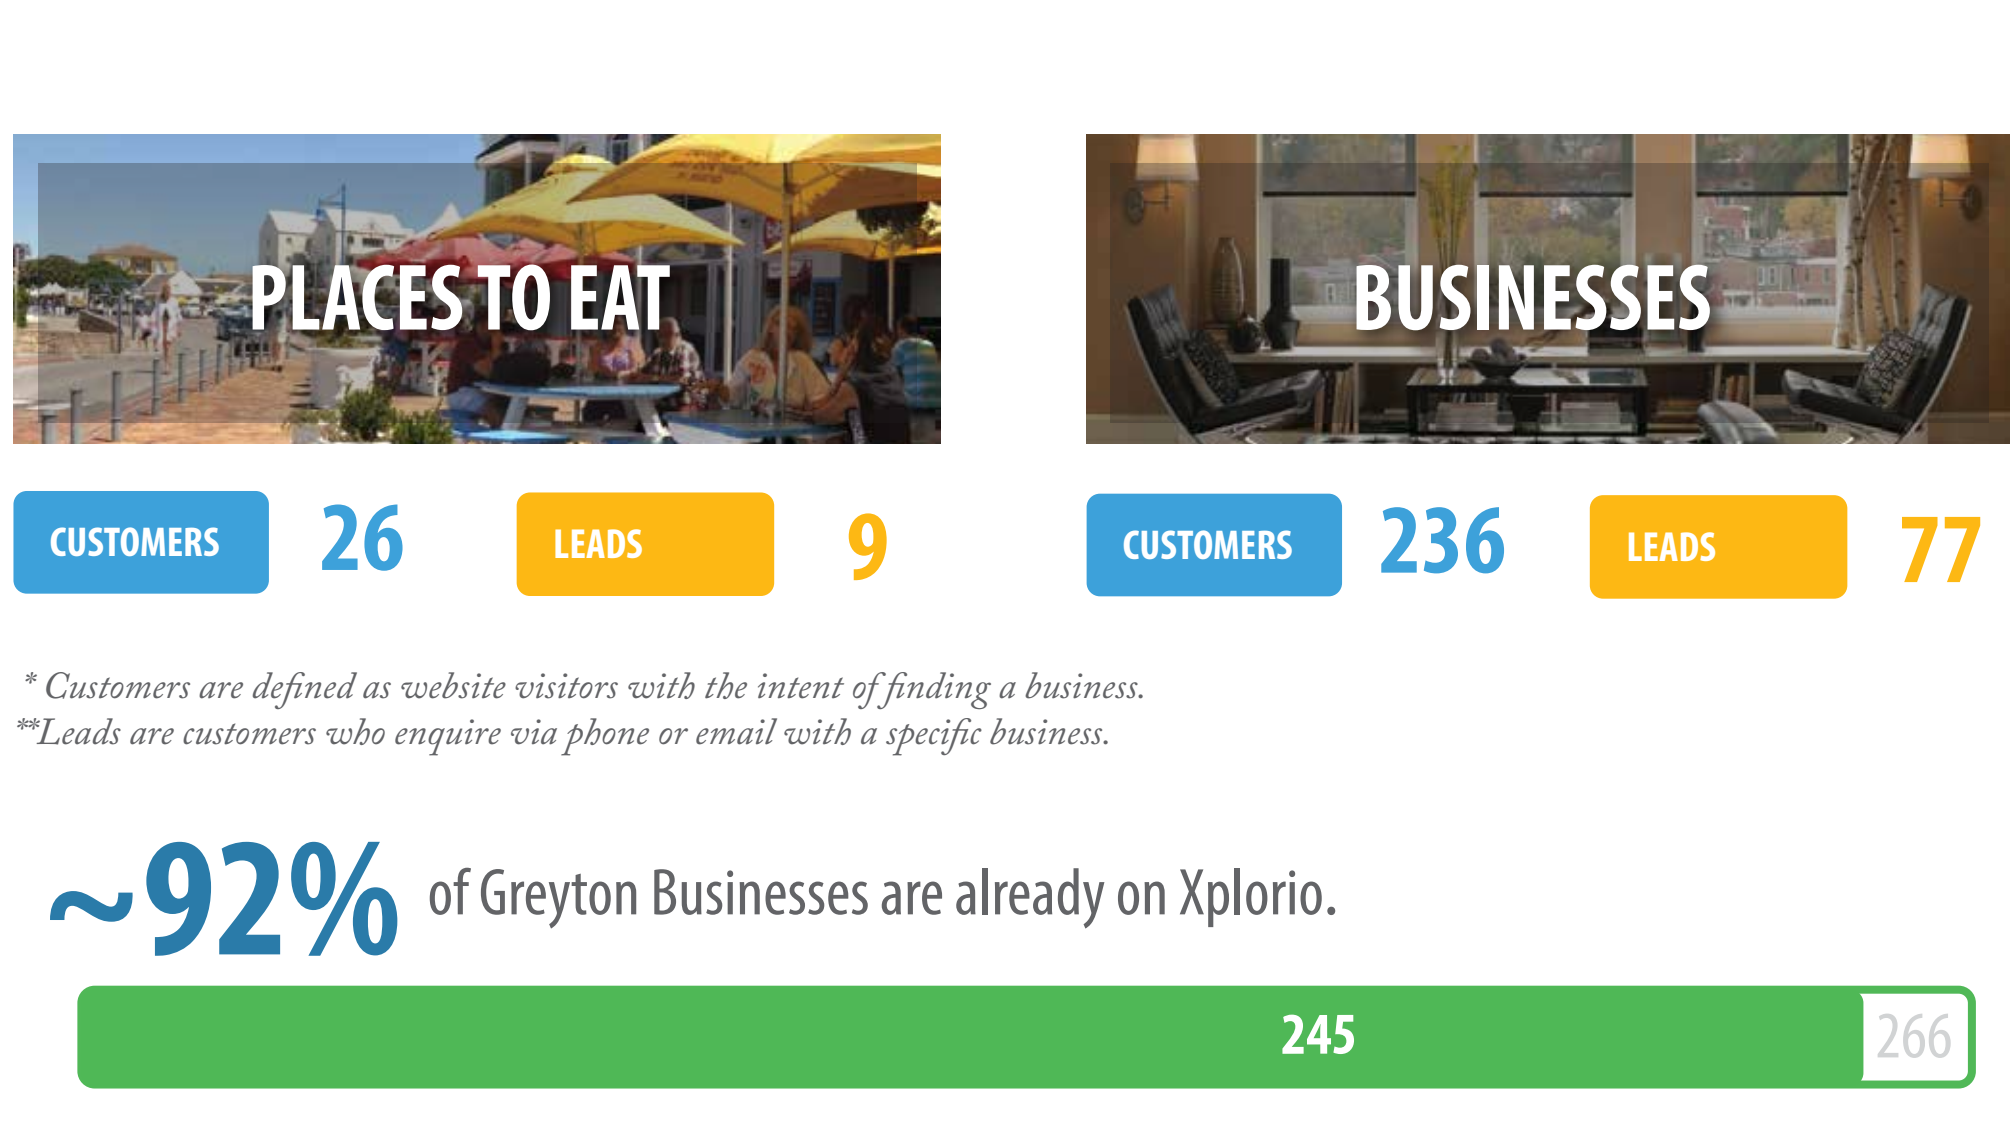 PLACES TO EAT
BUSINESSES
CUSTOMERS 26 LEADS 9
CUSTOMERS 236 LEADS 77
* Customers are defined as website visitors with the intent of finding a business.
**Leads are customers who enquire via phone or email with a specific business.
~92% of Greyton Businesses are already on Xplorio.
245 266